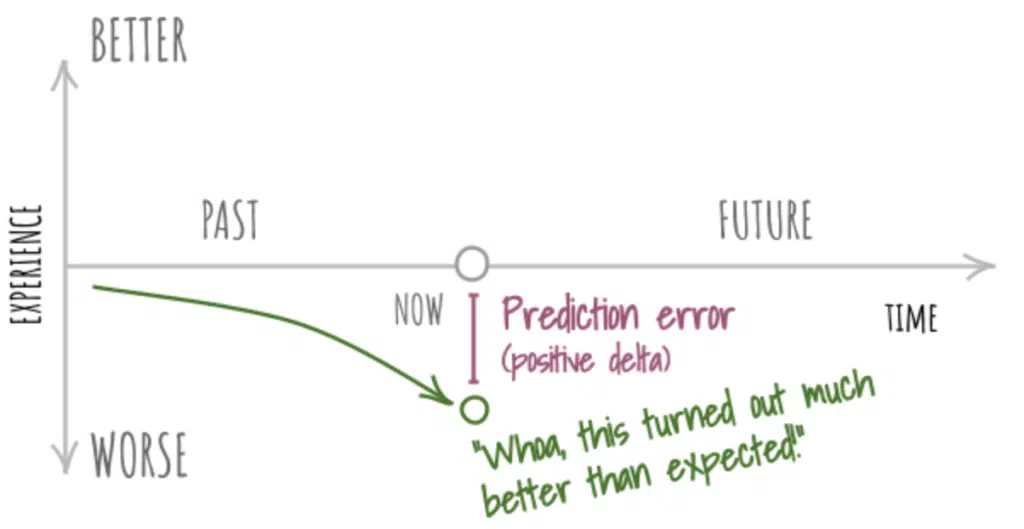 BETTER
PAST
FUTURE
EXPERIENCE
NOW
Prediction error
(positive delta)
TIME
"Whoa, this turned out much
better than expected!"
WORSE